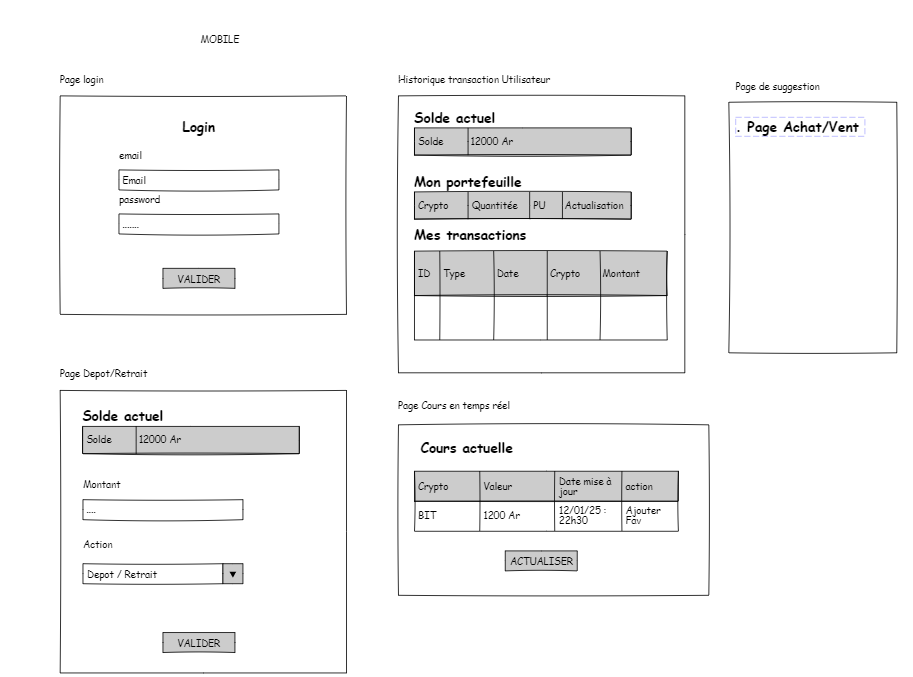 MOBILE
Page login
Login
email
Email
password
.......
VALIDER
Historique transaction Utilisateur
Solde actuel
Solde 12000 Ar
Mon portefeuille
Crypto Quantitée PU Actualisation
Mes transactions
ID Type Date Crypto Montant
Page de suggestion
. Page Achat/Vent
Page Depot/Retrait
Solde actuel
Solde 12000 Ar
Montant
....
Action
Depot / Retrait ▼
VALIDER
Page Cours en temps réel
Cours actuelle
Crypto Valeur Date mise à
jour action
BIT 1200 Ar 12/01/25 :
22h30 Ajouter
Fav
ACTUALISER